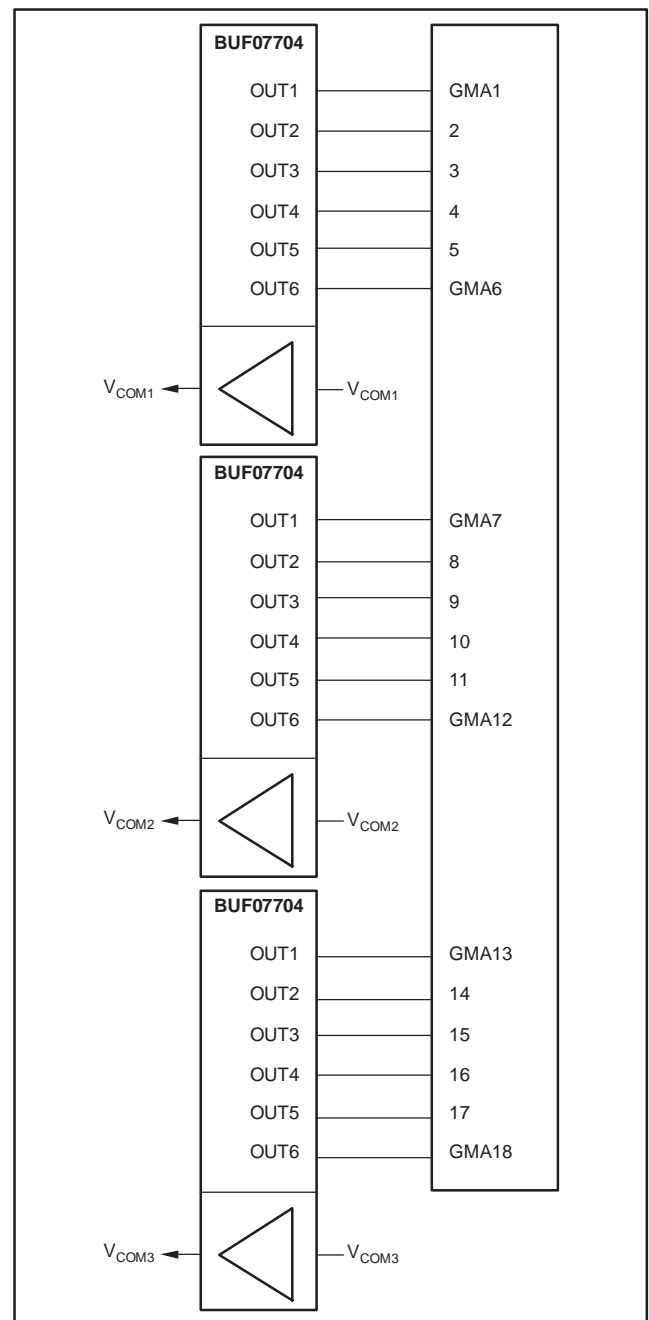 BUF07704
OUT1 GMA1
OUT2 2
OUT3 3
OUT4 4
OUT5 5
OUT6 GMA6
VCOM1 VCOM1
BUF07704
OUT1 GMA7
OUT2 8
OUT3 9
OUT4 10
OUT5 11
OUT6 GMA12
VCOM2 VCOM2
BUF07704
OUT1 GMA13
OUT2 14
OUT3 15
OUT4 16
OUT5 17
OUT6 GMA18
VCOM3 VCOM3